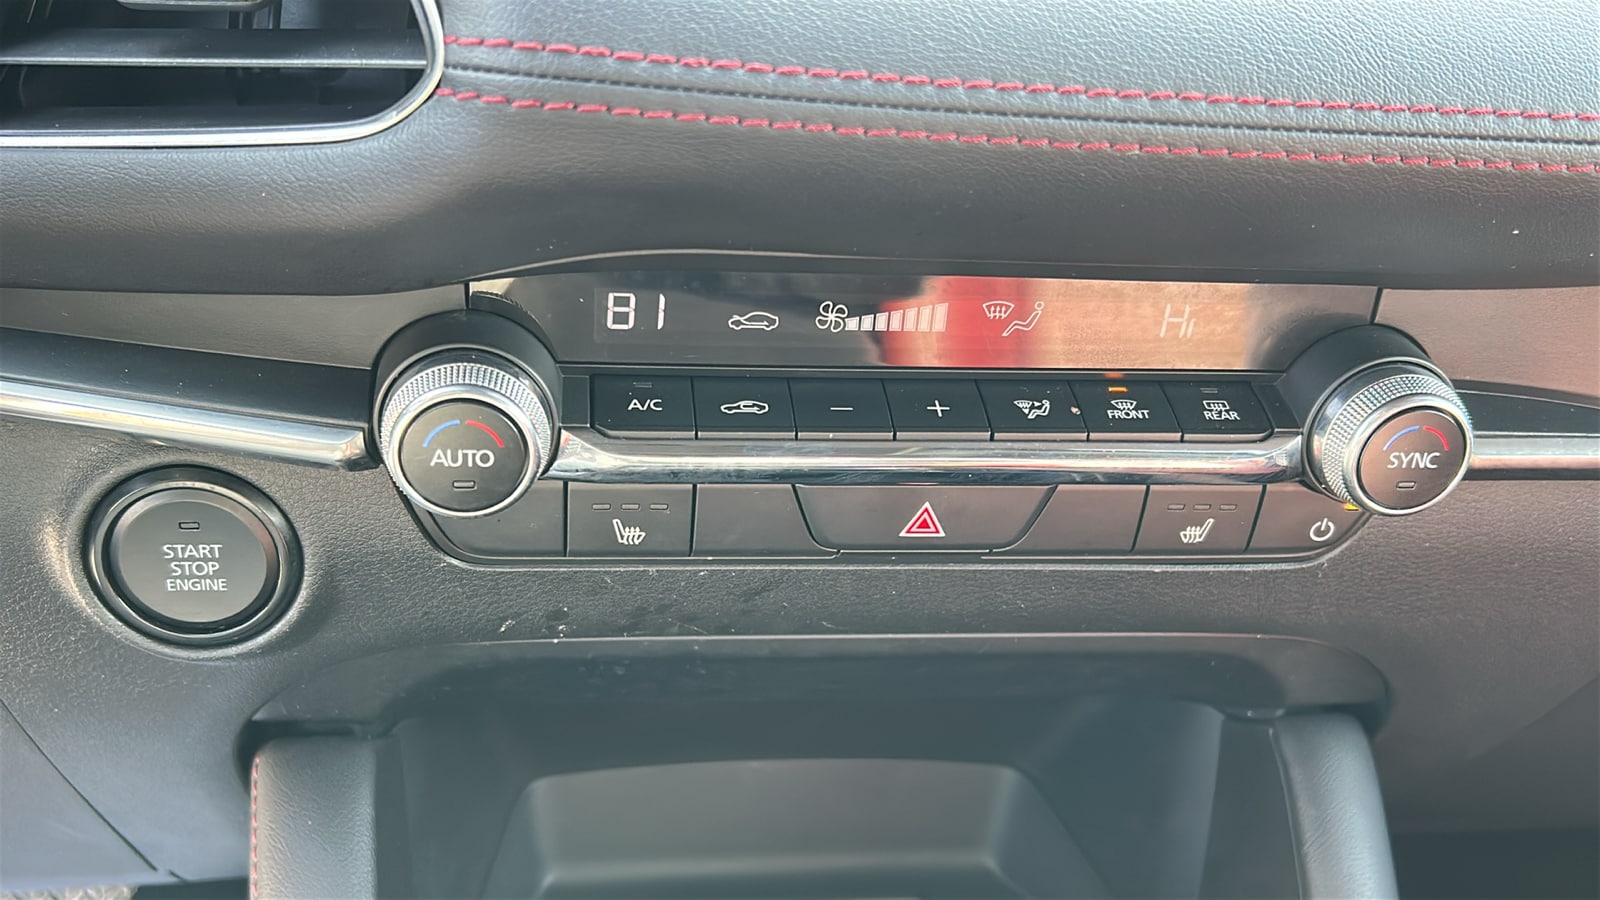 81
Hi
A/C
—
+
FRONT
REAR
AUTO
SYNC
START
STOP
ENGINE